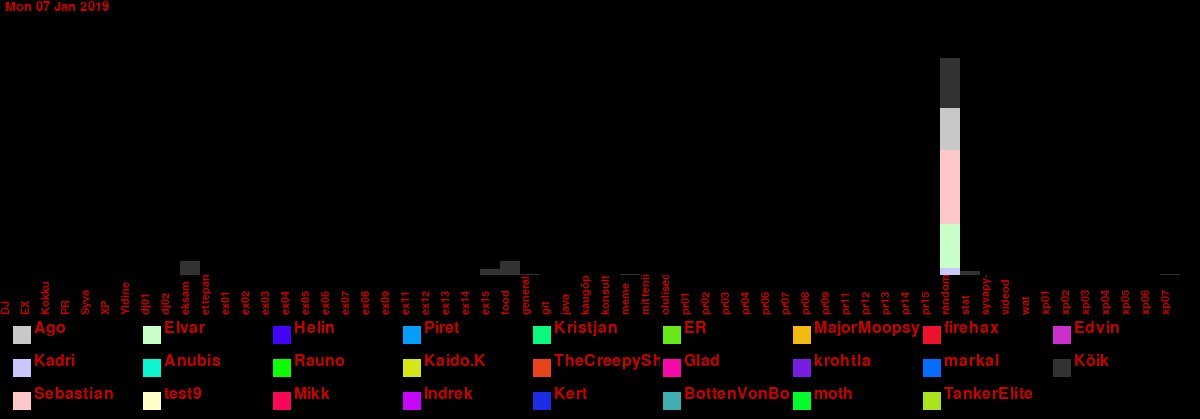 Mon 07 Jan 2019
DJ EX Kokku PR Syva XP Yldine dj01 dj02 eksam ettepan ex01 ex02 ex03 ex04 ex05 ex06 ex07 ex08 ex09 ex11 ex12 ex13 ex14 ex15 food general git java kaugõp konsult meme mitteinii olulised pr01 pr02 pr03 pr04 pr06 pr07 pr08 pr09 pr11 pr12 pr13 pr14 pr15 random stat syvapy- videod wat xp01 xp02 xp03 xp04 xp05 xp06 xp07
Ago Elvar Helin Piret Kristjan ER MajorMoopsy firehax Edvin
Kadri Anubis Rauno Kaido.K TheCreepySh Glad krohtla markal Kõik
Sebastian test9 Mikk Indrek Kert BottenVonBo moth TankerElite